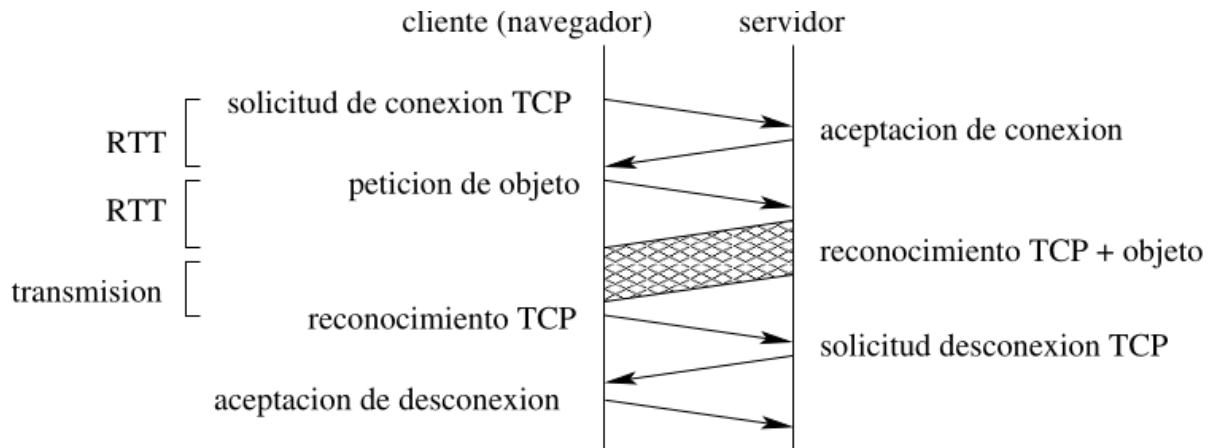 cliente (navegador) servidor
solicitud de conexion TCP
aceptacion de conexion
RTT
peticion de objeto
RTT
reconocimiento TCP + objeto
transmision
reconocimiento TCP
solicitud desconexion TCP
aceptacion de desconexion